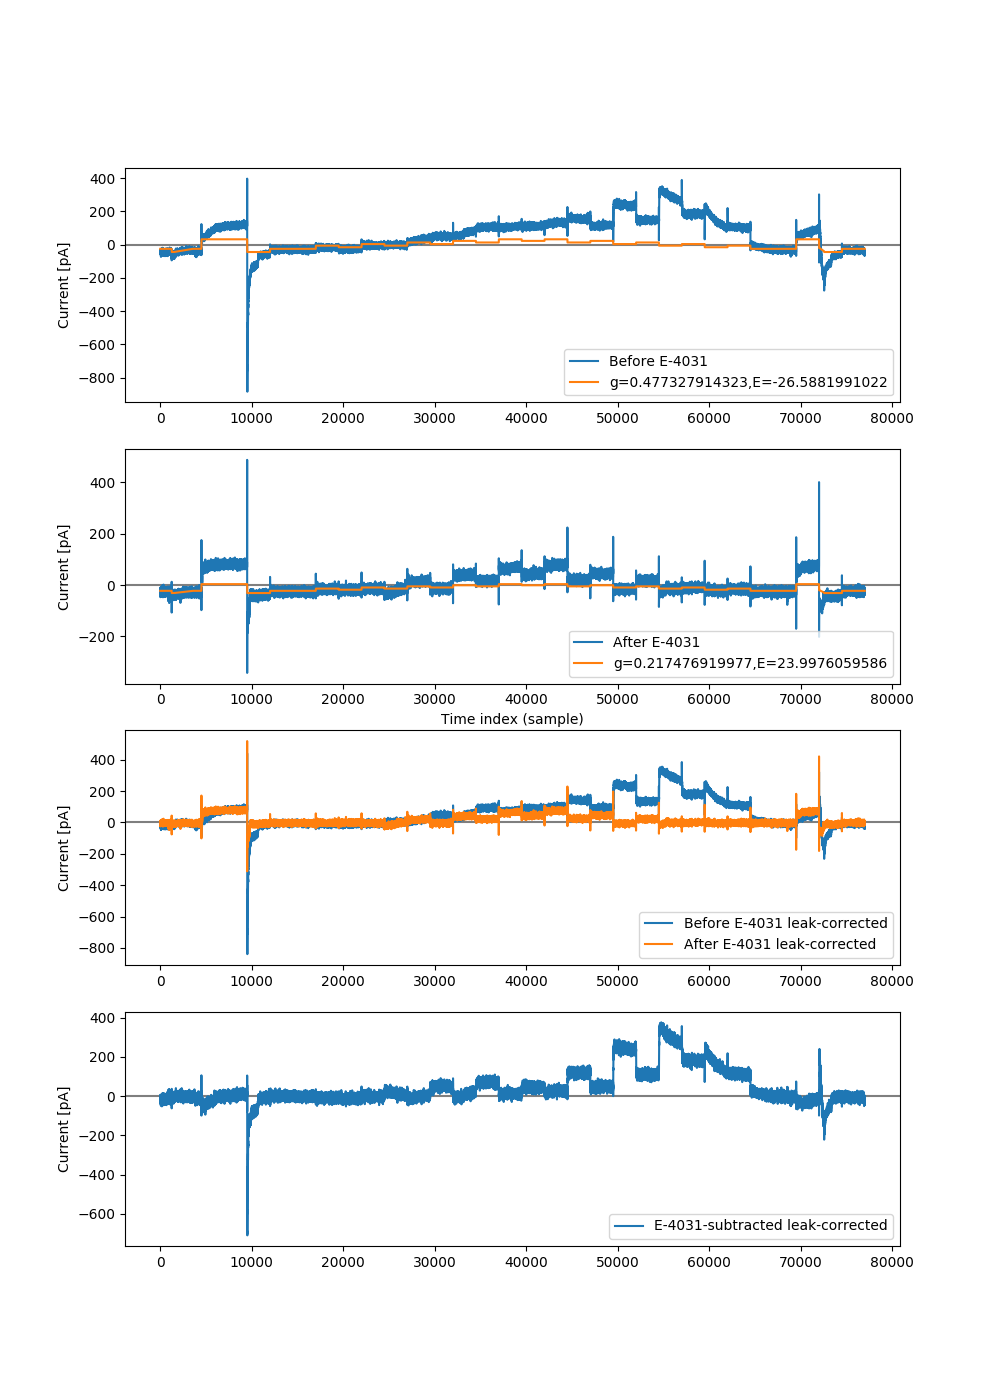 400
200
0
−200
−400
−600
−800
Current [pA]
Before E-4031
g=0.477327914323,E=-26.5881991022
0 10000 20000 30000 40000 50000 60000 70000 80000
400
200
0
−200
Current [pA]
After E-4031
g=0.217476919977,E=23.9976059586
0 10000 20000 30000 40000 50000 60000 70000 80000
Time index (sample)
400
200
0
−200
−400
−600
−800
Current [pA]
Before E-4031 leak-corrected
After E-4031 leak-corrected
0 10000 20000 30000 40000 50000 60000 70000 80000
400
200
0
−200
−400
−600
Current [pA]
E-4031-subtracted leak-corrected
0 10000 20000 30000 40000 50000 60000 70000 80000